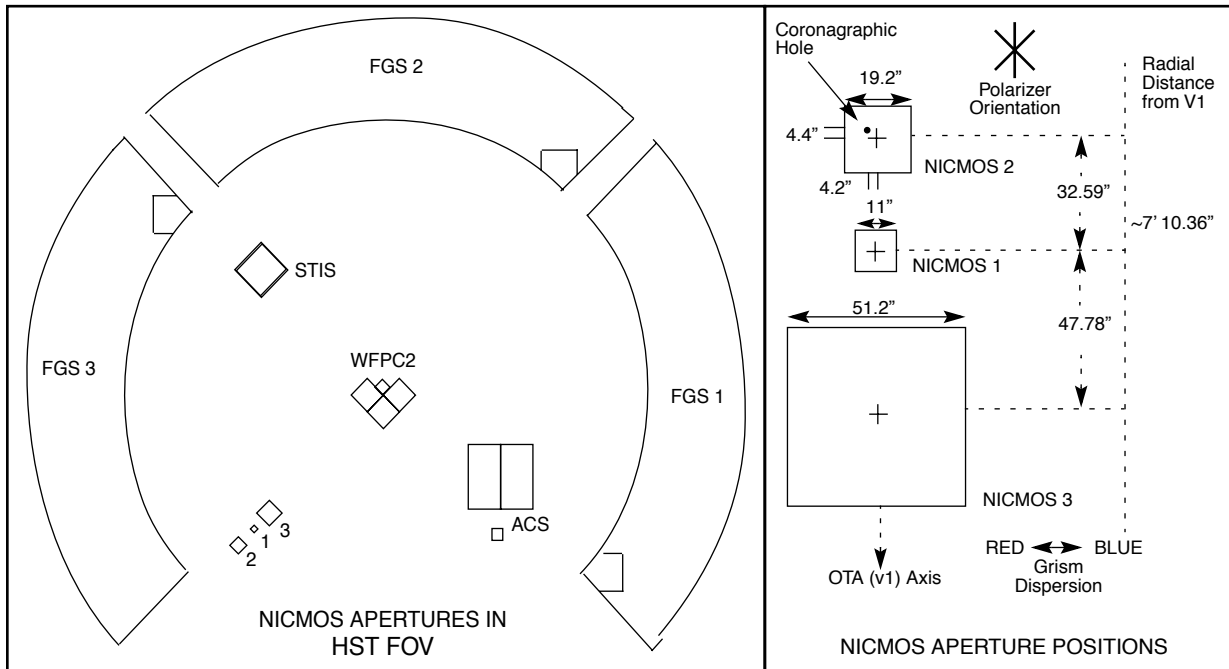 FGS 2
FGS 3
STIS
WFPC2
FGS 1
ACS
3
1
2
NICMOS APERTURES IN
HST FOV
Coronagraphic
Hole
19.2”
Polarizer
Orientation
Radial
Distance
from V1
4.4”
NICMOS 2
4.2”
32.59”
11”
~7’ 10.36”
NICMOS 1
51.2”
47.78”
NICMOS 3
RED
BLUE
Grism
Dispersion
OTA (v1) Axis
NICMOS APERTURE POSITIONS